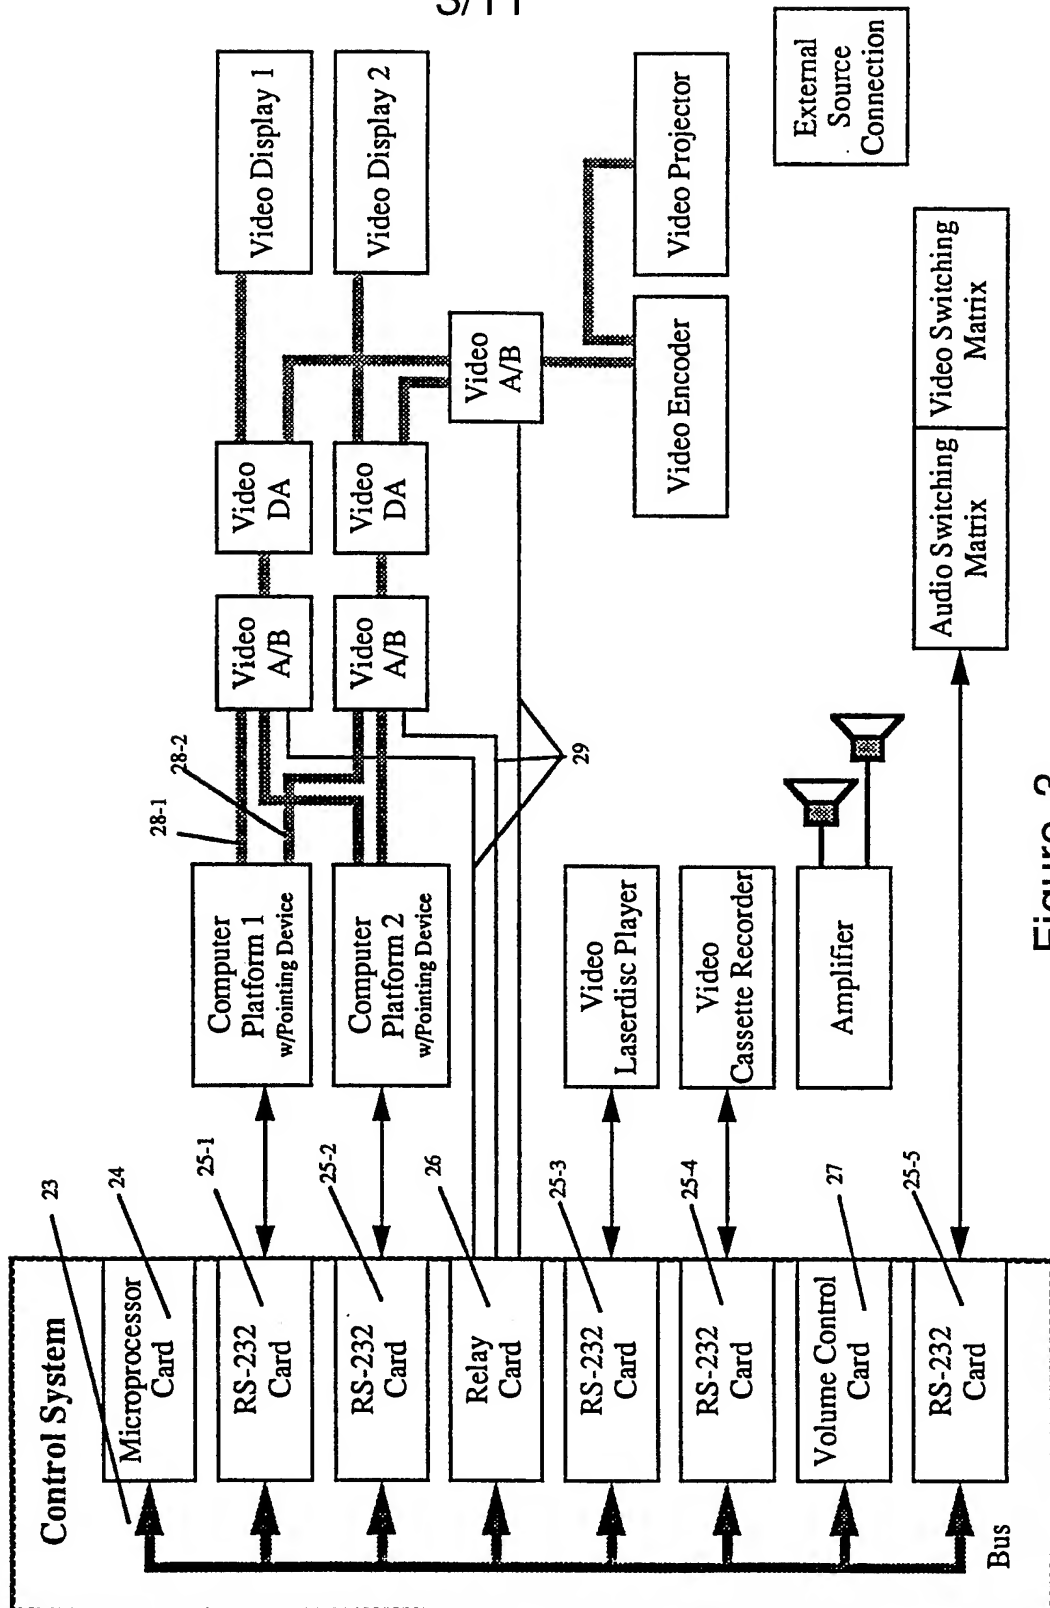 3/11
Control System
23
Microprocessor
Card
24
RS-232
Card
25-1
RS-232
Card
25-2
Relay
Card
26
RS-232
Card
25-3
RS-232
Card
25-4
Volume Control
Card
27
RS-232
Card
25-5
Bus
Computer
Platform 1
w/Pointing Device
Computer
Platform 2
w/Pointing Device
28-1
28-2
29
Video
Laserdisc Player
Video
Cassette Recorder
Amplifier
Video
A/B
Video
A/B
Video
DA
Video
DA
Video
A/B
Video Display 1
Video Display 2
Video Encoder
Video Projector
Audio Switching
Matrix
Video Switching
Matrix
External
Source
Connection
Figure 3